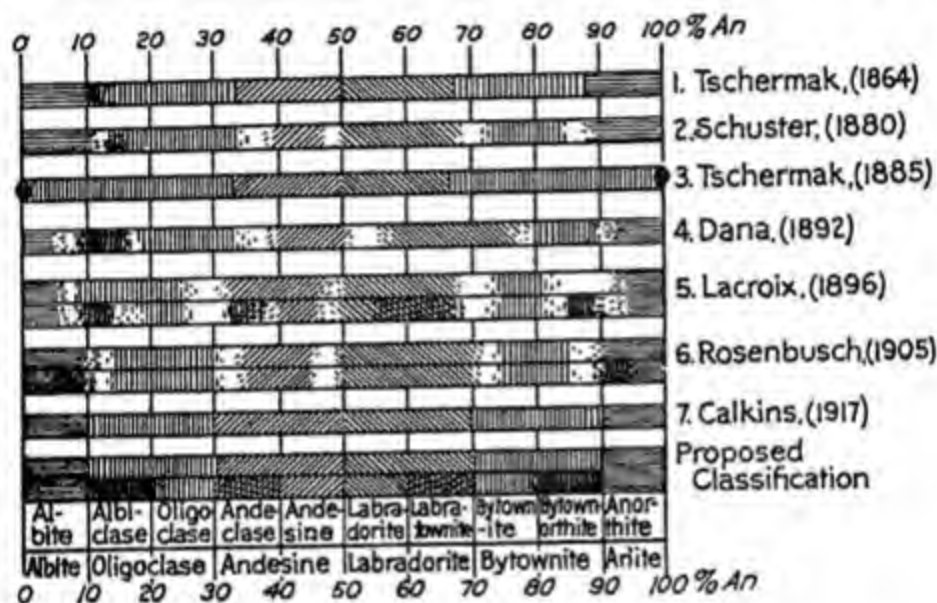 0 10 20 30 40 50 60 70 80 90 100 % An
1. Tschermak, (1864)
2. Schuster, (1880)
3. Tschermak, (1885)
4. Dana, (1892)
5. Lacroix, (1896)
6. Rosenbusch, (1905)
7. Calkins, (1917)
Proposed
Classification
Al- Albi- Oligo- Ande- Ande- Labra- Labra- Bytown Bytown- Anor-
bite clase clase clase sine dorite townite -ite orthite thite
Albite Oligoclase Andesine Labradorite Bytownite
0 10 20 30 40 50 60 70 80 90 100 % An